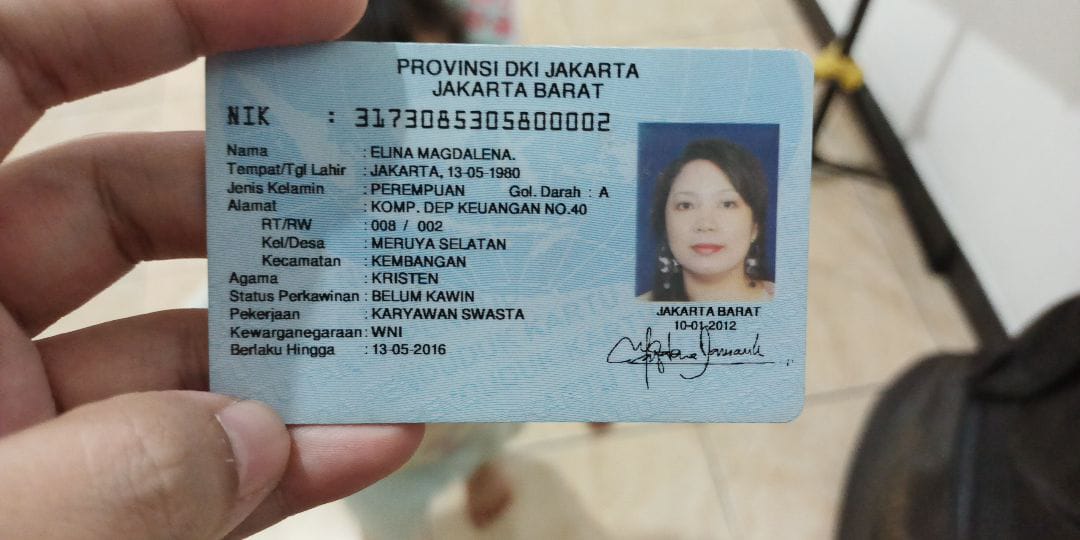 PROVINSI DKI JAKARTA
JAKARTA BARAT
NIK : 3173085305800002
Nama : ELINA MAGDALENA.
Tempat/Tgl Lahir : JAKARTA, 13-05-1980
Jenis Kelamin : PEREMPUAN Gol. Darah : A
Alamat : KOMP. DEP KEUANGAN NO.40
RT/RW : 008 / 002
Kel/Desa : MERUYA SELATAN
Kecamatan : KEMBANGAN
Agama : KRISTEN
Status Perkawinan : BELUM KAWIN
Pekerjaan : KARYAWAN SWASTA
Kewarganegaraan : WNI
Berlaku Hingga : 13-05-2016
JAKARTA BARAT
10-01-2012